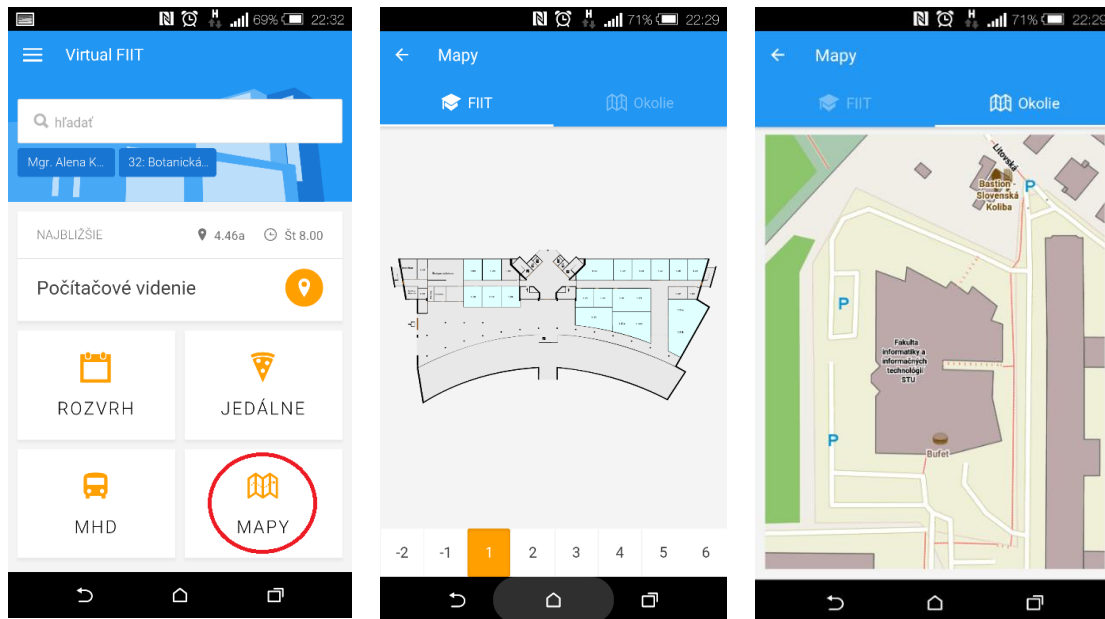 69% 22:32
Virtual FIIT
hľadať
Mgr. Alena K... 32: Botanická...
NAJBLIŽŠIE 4.46a Št 8.00
Počítačové videnie
ROZVRH JEDÁLNE
MHD MAPY
H 71% 22:29
Mapy
FIIT Okolie
-2 -1 1 2 3 4 5 6
H 71% 22:29
Mapy
FIIT Okolie
Litovská
P
Bastion -
Slovenská
Koliba
P
Fakulta
informatiky a
informačných
technológií
STU
P
Bufet